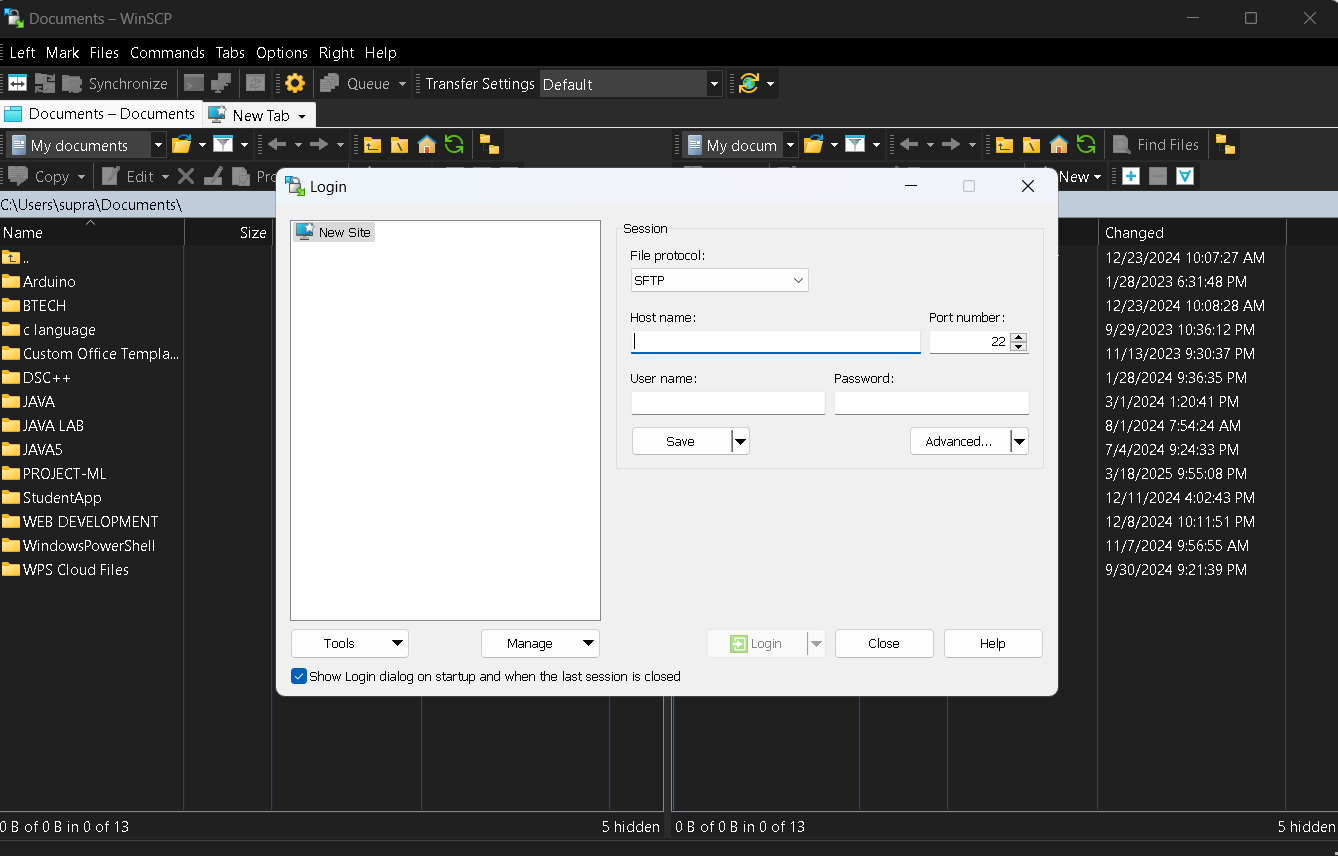 Documents – WinSCP
Left Mark Files Commands Tabs Options Right Help
Synchronize Queue Transfer Settings Default
Documents – Documents New Tab
My documents My docum Find Files
Copy Edit New
C:\Users\supra\Documents\
Name Size Changed
.. 12/23/2024 10:07:27 AM
Arduino 1/28/2023 6:31:48 PM
BTECH 12/23/2024 10:08:28 AM
c language 9/29/2023 10:36:12 PM
Custom Office Templa... 11/13/2023 9:30:37 PM
DSC++ 1/28/2024 9:36:35 PM
JAVA 3/1/2024 1:20:41 PM
JAVA LAB 8/1/2024 7:54:24 AM
JAVA5 7/4/2024 9:24:33 PM
PROJECT-ML 3/18/2025 9:55:08 PM
StudentApp 12/11/2024 4:02:43 PM
WEB DEVELOPMENT 12/8/2024 10:11:51 PM
WindowsPowerShell 11/7/2024 9:56:55 AM
WPS Cloud Files 9/30/2024 9:21:39 PM
Login
New Site
Session
File protocol:
SFTP
Host name: Port number:
22
User name: Password:
Save Advanced...
Tools Manage Login Close Help
Show Login dialog on startup and when the last session is closed
0 B of 0 B in 0 of 13 5 hidden 0 B of 0 B in 0 of 13 5 hidden